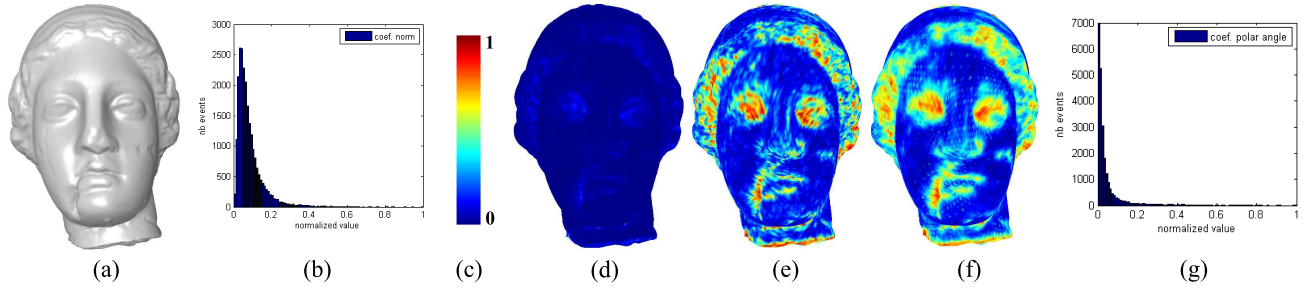 3000
2500
2000
1500
1000
500
0
nb events
0 0.2 0.4 0.6 0.8 1
normalized value
coef. norm
1
0
7000
6000
5000
4000
3000
2000
1000
0
nb events
0 0.2 0.4 0.6 0.8 1
normalized value
coef. polar angle
(a) (b) (c) (d) (e) (f) (g)